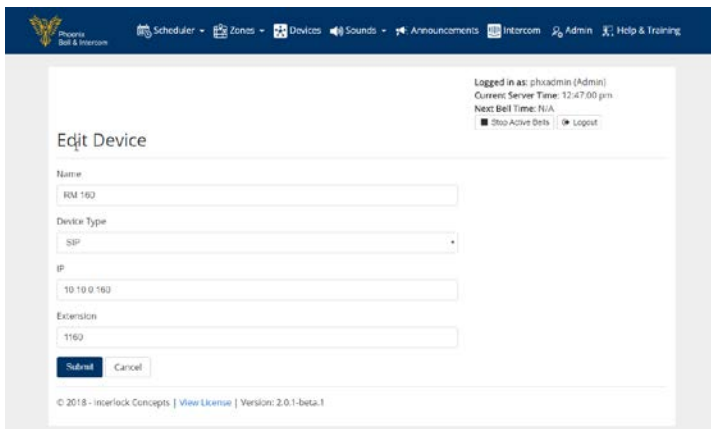 Phoenix
Bell & Intercom
Scheduler
Zones
Devices
Sounds
Announcements
Intercom
Admin
Help & Training
Logged in as: phxadmin (Admin)
Current Server Time: 12:47:00 pm
Next Bell Time: N/A
Stop Active Bells
Logout
Edit Device
Name
RM 160
Device Type
SIP
IP
10.10.0.160
Extension
1160
Submit
Cancel
© 2018 - Interlock Concepts | View License | Version: 2.0.1-beta.1